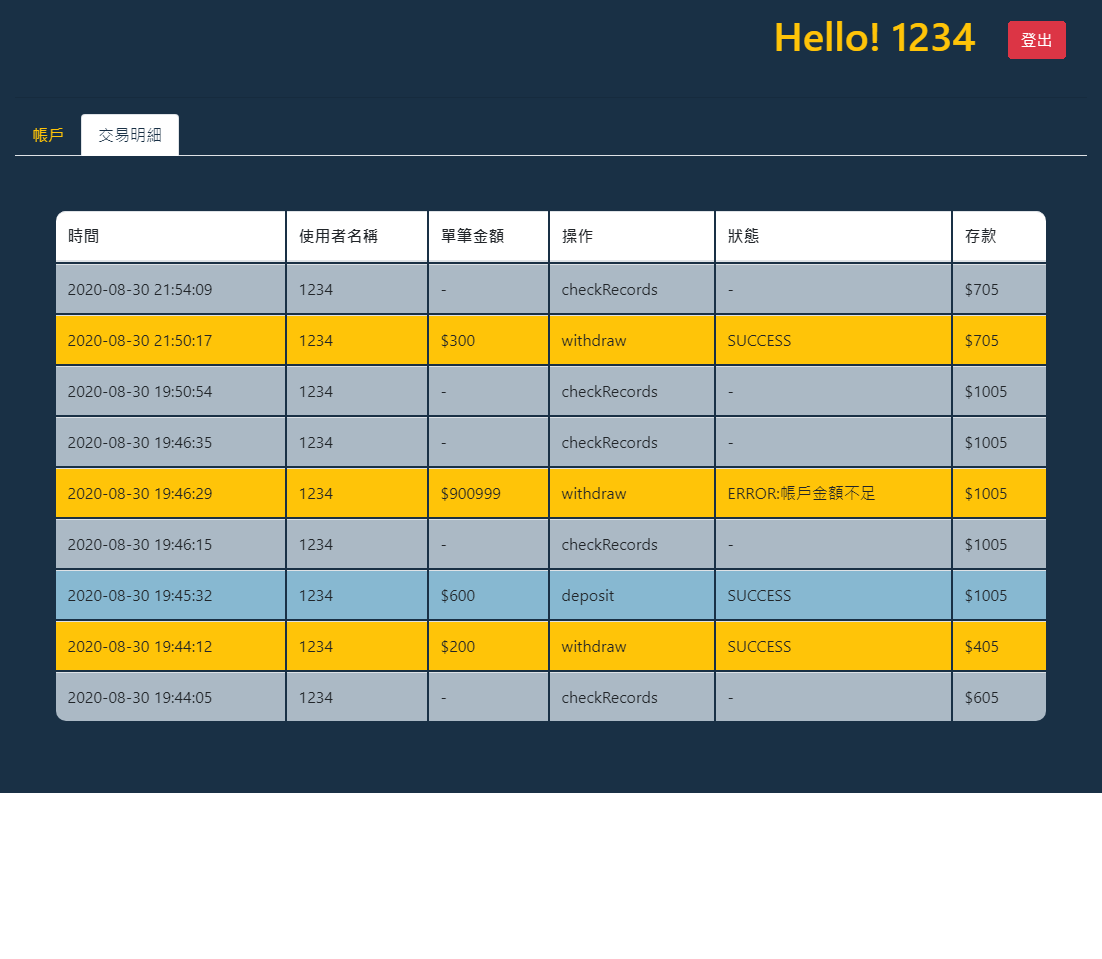 Hello! 1234 登出
帳戶 交易明細
時間 使用者名稱 單筆金額 操作 狀態 存款
2020-08-30 21:54:09 1234 - checkRecords - $705
2020-08-30 21:50:17 1234 $300 withdraw SUCCESS $705
2020-08-30 19:50:54 1234 - checkRecords - $1005
2020-08-30 19:46:35 1234 - checkRecords - $1005
2020-08-30 19:46:29 1234 $900999 withdraw ERROR:帳戶金額不足 $1005
2020-08-30 19:46:15 1234 - checkRecords - $1005
2020-08-30 19:45:32 1234 $600 deposit SUCCESS $1005
2020-08-30 19:44:12 1234 $200 withdraw SUCCESS $405
2020-08-30 19:44:05 1234 - checkRecords - $605